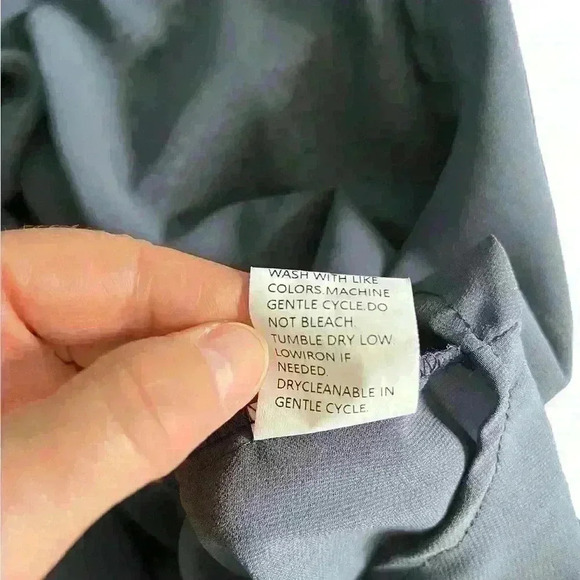 WASH WITH LIKE
COLORS.MACHINE
GENTLE CYCLE.DO
NOT BLEACH.
TUMBLE DRY LOW
LOWIRON IF
NEEDED.
DRYCLEANABLE IN
GENTLE CYCLE.